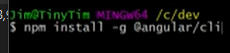 Jim@TinyTim MINGW64 /c/dev
$ npm install -g @angular/cli